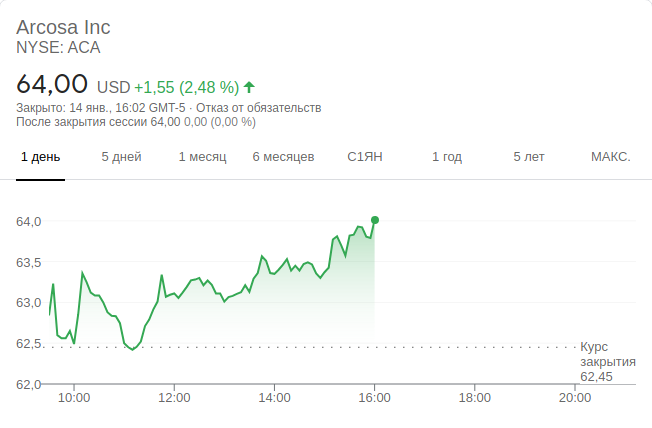 Arcosa Inc
NYSE: ACA
64,00 USD +1,55 (2,48 %)
Закрыто: 14 янв., 16:02 GMT-5 · Отказ от обязательств
После закрытия сессии 64,00 0,00 (0,00 %)
1 день 5 дней 1 месяц 6 месяцев С1ЯН 1 год 5 лет МАКС.
64,0
63,5
63,0
62,5
62,0
Курс
закрытия
62,45
10:00 12:00 14:00 16:00 18:00 20:00